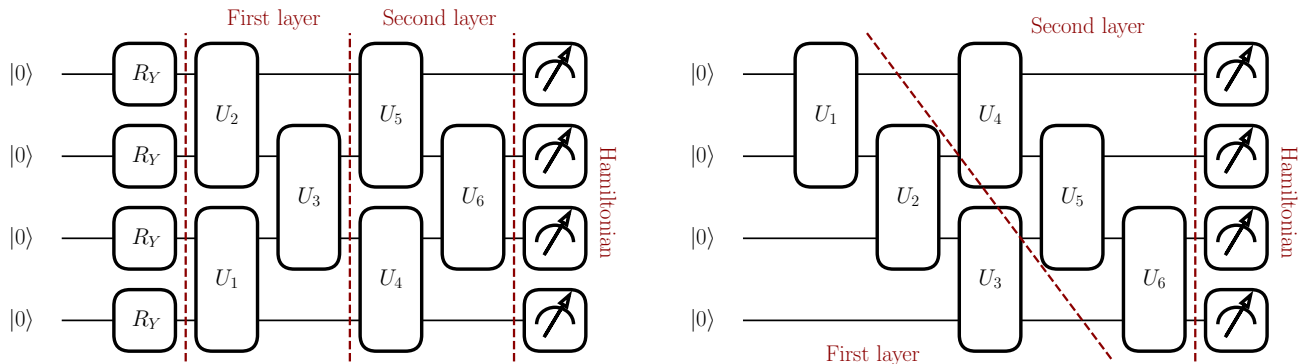 First layer Second layer
|0⟩ R_Y U_2 U_5
|0⟩ R_Y U_3 U_6
|0⟩ R_Y U_1 U_4
|0⟩ R_Y
Hamiltonian
Second layer
|0⟩ U_1 U_4
|0⟩ U_2 U_5
|0⟩ U_3 U_6
|0⟩
Hamiltonian
First layer